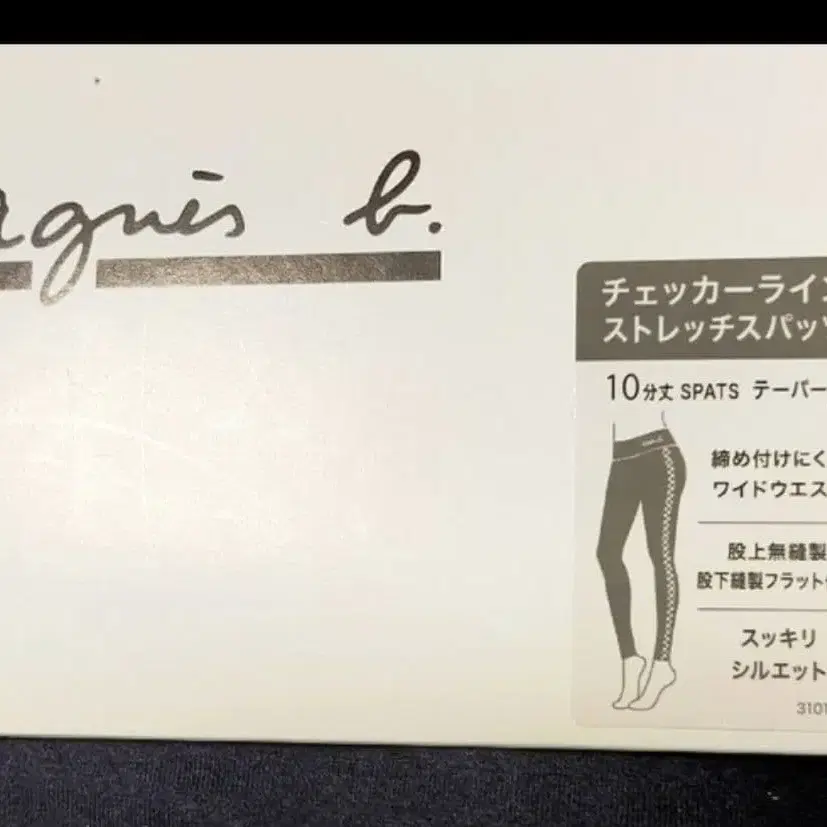 agnès b.
チェッカーライン
ストレッチスパッツ
10分丈 SPATS テーパー
締め付けにく
ワイドウエス
股上無縫製
股下縫製フラット
スッキリ
シルエット
3101